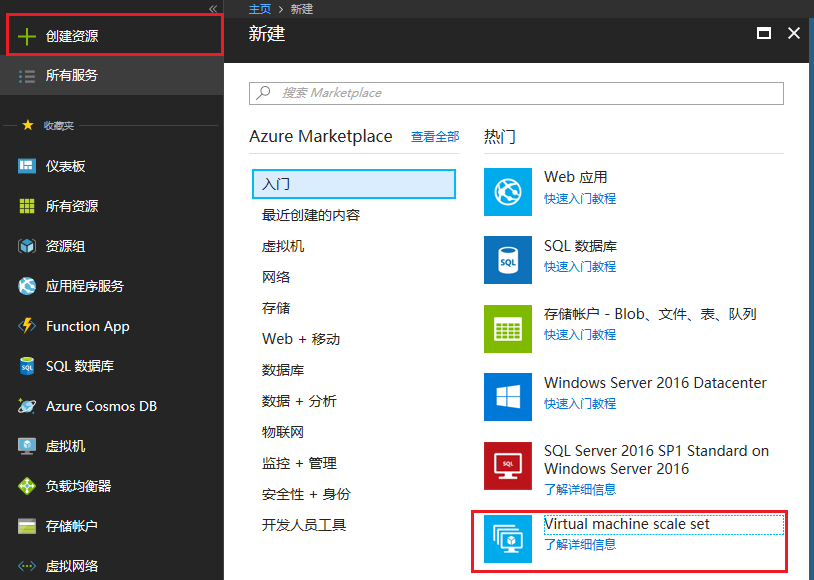 «
创建资源
所有服务
收藏夹
仪表板
所有资源
资源组
应用程序服务
Function App
SQL 数据库
Azure Cosmos DB
虚拟机
负载均衡器
存储帐户
虚拟网络
主页 > 新建
新建
搜索 Marketplace
Azure Marketplace 查看全部
入门
最近创建的内容
虚拟机
网络
存储
Web + 移动
数据库
数据 + 分析
物联网
监控 + 管理
安全性 + 身份
开发人员工具
热门
Web 应用
快速入门教程
SQL
SQL 数据库
快速入门教程
存储帐户 - Blob、文件、表、队列
快速入门教程
Windows Server 2016 Datacenter
快速入门教程
SQL
SQL Server 2016 SP1 Standard on
Windows Server 2016
了解详细信息
Virtual machine scale set
了解详细信息